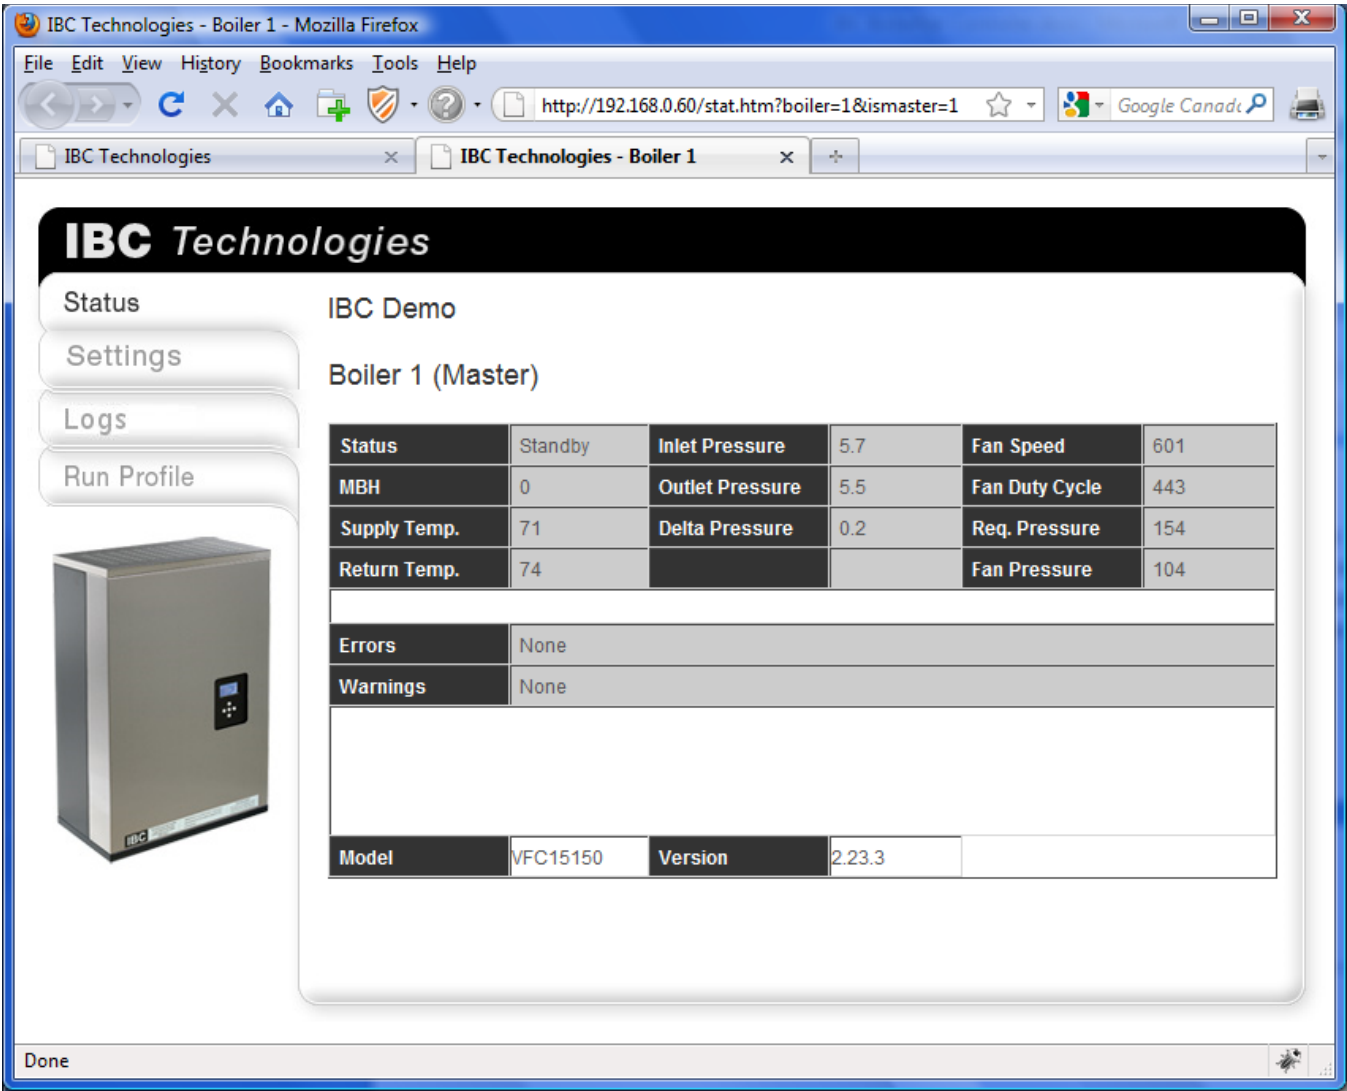 IBC Technologies - Boiler 1 - Mozilla Firefox
File Edit View History Bookmarks Tools Help
http://192.168.0.60/stat.htm?boiler=1&ismaster=1
IBC Technologies
IBC Technologies - Boiler 1
IBC Technologies
Status
Settings
Logs
Run Profile
IBC
IBC Demo
Boiler 1 (Master)
Status Standby Inlet Pressure 5.7 Fan Speed 601
MBH 0 Outlet Pressure 5.5 Fan Duty Cycle 443
Supply Temp. 71 Delta Pressure 0.2 Req. Pressure 154
Return Temp. 74 Fan Pressure 104
Errors None
Warnings None
Model VFC15150 Version 2.23.3
Done